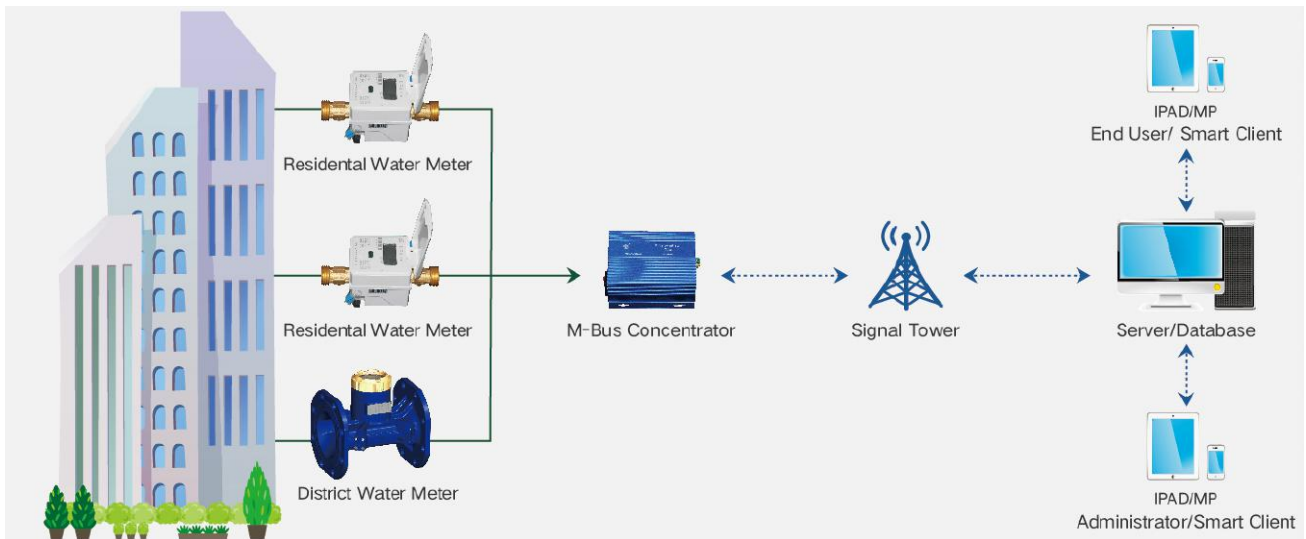 Residental Water Meter
Residental Water Meter
District Water Meter
M-Bus Concentrator
Signal Tower
IPAD/MP
End User/ Smart Client
Server/Database
IPAD/MP
Administrator/Smart Client